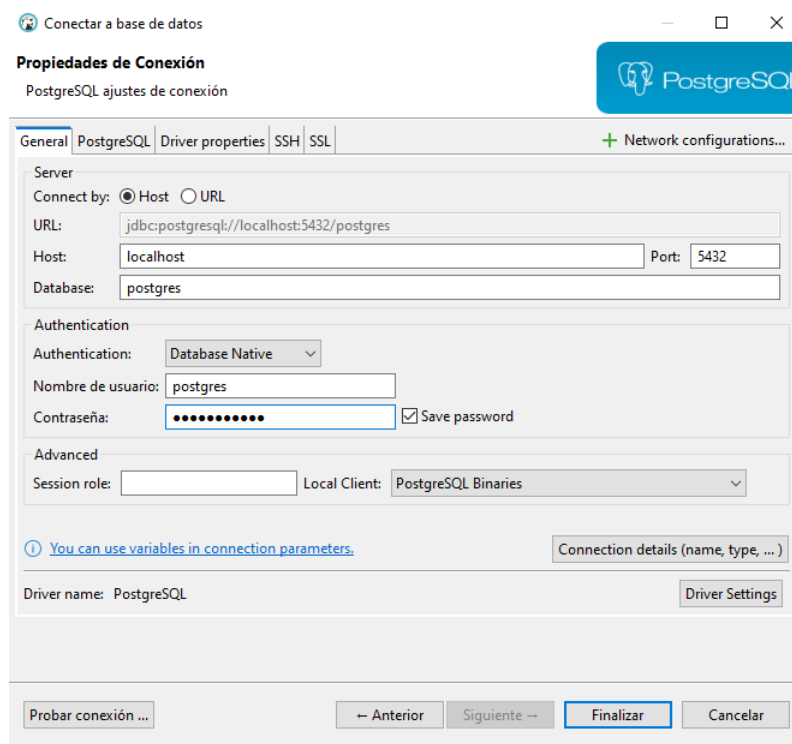 Conectar a base de datos
Propiedades de Conexión
PostgreSQL ajustes de conexión
PostgreSQL
General PostgreSQL Driver properties SSH SSL + Network configurations...
Server
Connect by: Host URL
URL: jdbc:postgresql://localhost:5432/postgres
Host: localhost Port: 5432
Database: postgres
Authentication
Authentication: Database Native
Nombre de usuario: postgres
Contraseña: ●●●●●●●●●●● Save password
Advanced
Session role: Local Client: PostgreSQL Binaries
You can use variables in connection parameters. Connection details (name, type, ... )
Driver name: PostgreSQL Driver Settings
Probar conexión ... ← Anterior Siguiente → Finalizar Cancelar